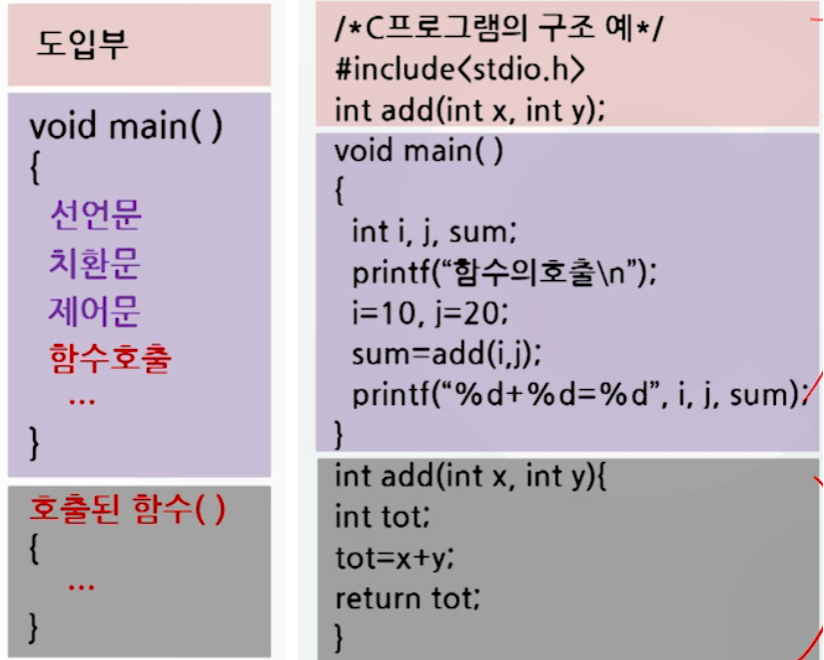 도입부
void main( )
{
선언문
치환문
제어문
함수호출
...
}
호출된 함수( )
{
...
}
/*C프로그램의 구조 예*/
#include<stdio.h>
int add(int x, int y);
void main( )
{
int i, j, sum;
printf(“함수의호출\n”);
i=10, j=20;
sum=add(i,j);
printf(“%d+%d=%d”, i, j, sum);
}
int add(int x, int y){
int tot;
tot=x+y;
return tot;
}